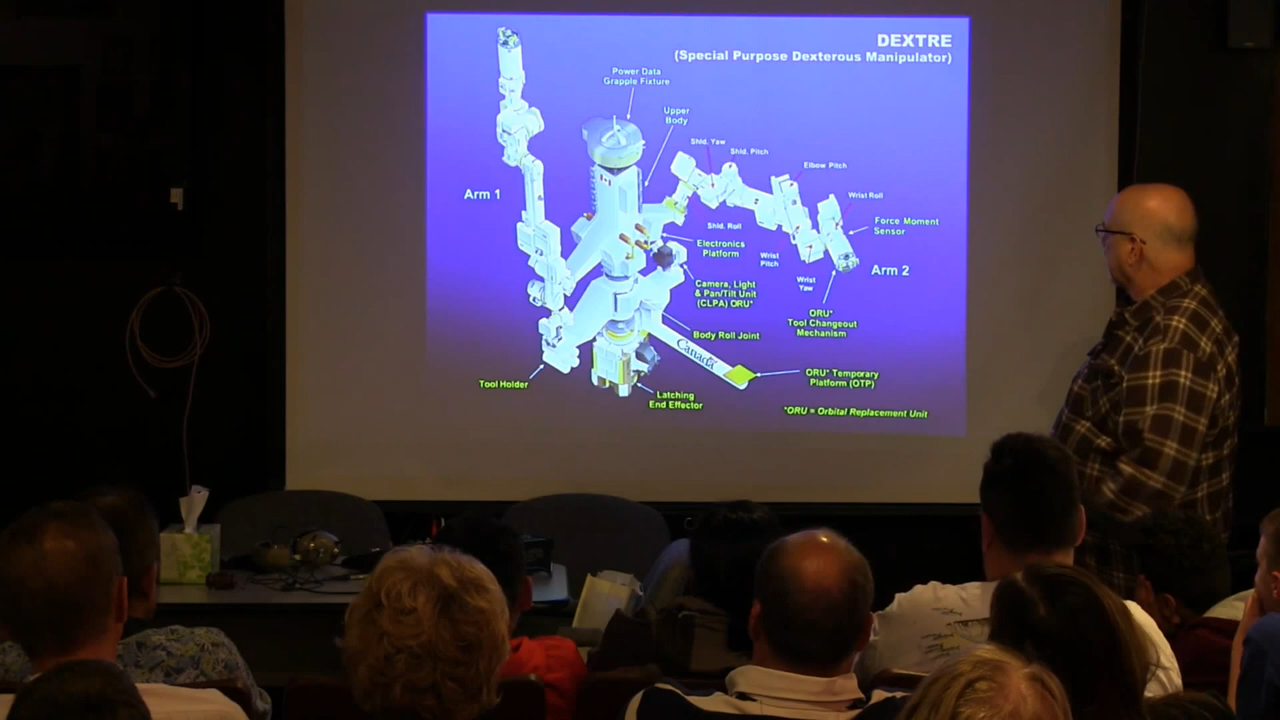 DEXTRE
(Special Purpose Dexterous Manipulator)
Power Data
Grapple Fixture
Upper
Body
Shld. Yaw
Shld. Pitch
Elbow Pitch
Arm 1
Wrist Roll
Force Moment
Sensor
Shld. Roll
Electronics
Platform
Wrist
Pitch
Arm 2
Wrist
Yaw
Camera, Light
& Pan/Tilt Unit
(CLPA) ORU*
ORU*
Tool Changeout
Mechanism
Body Roll Joint
Canada
ORU* Temporary
Platform (OTP)
Tool Holder
Latching
End Effector
*ORU = Orbital Replacement Unit